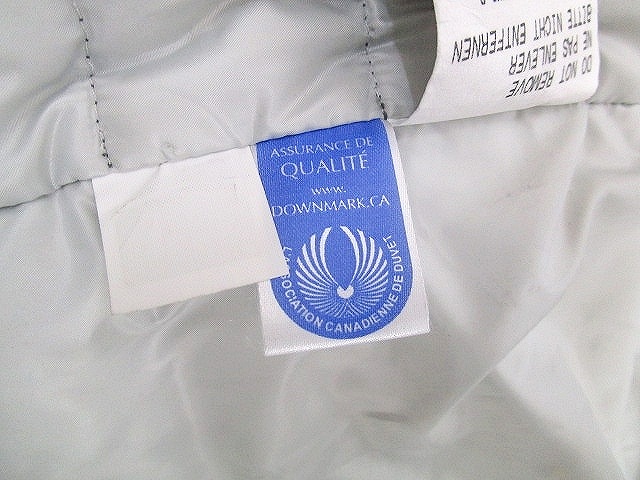 DO NOT REMOVE
NE PAS ENLEVER
BITTE NICHT ENTFERNEN
ASSURANCE DE
QUALITÉ
www.
DOWNMARK.CA
L'ASSOCIATION CANADIENNE DE DUVET